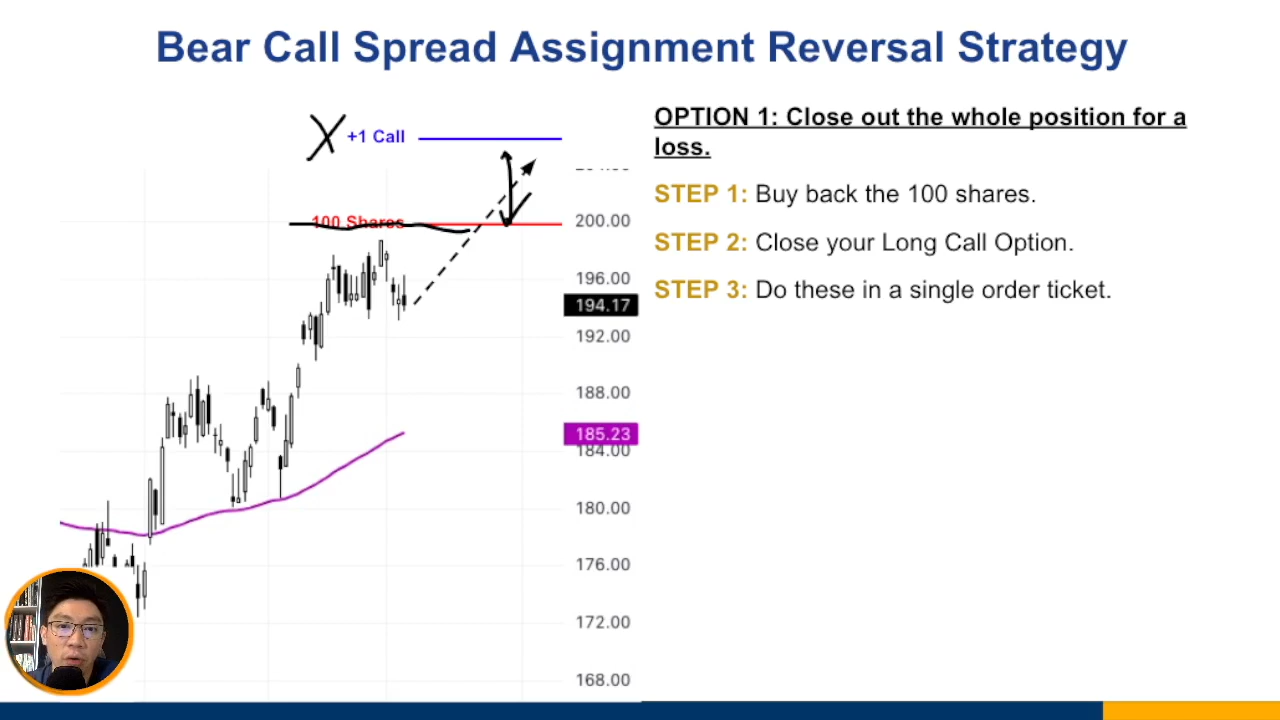 Bear Call Spread Assignment Reversal Strategy
OPTION 1: Close out the whole position for a
loss.
STEP 1: Buy back the 100 shares.
STEP 2: Close your Long Call Option.
STEP 3: Do these in a single order ticket.
X +1 Call
100 Shares
200.00
196.00
194.17
192.00
188.00
185.23
184.00
180.00
176.00
172.00
168.00